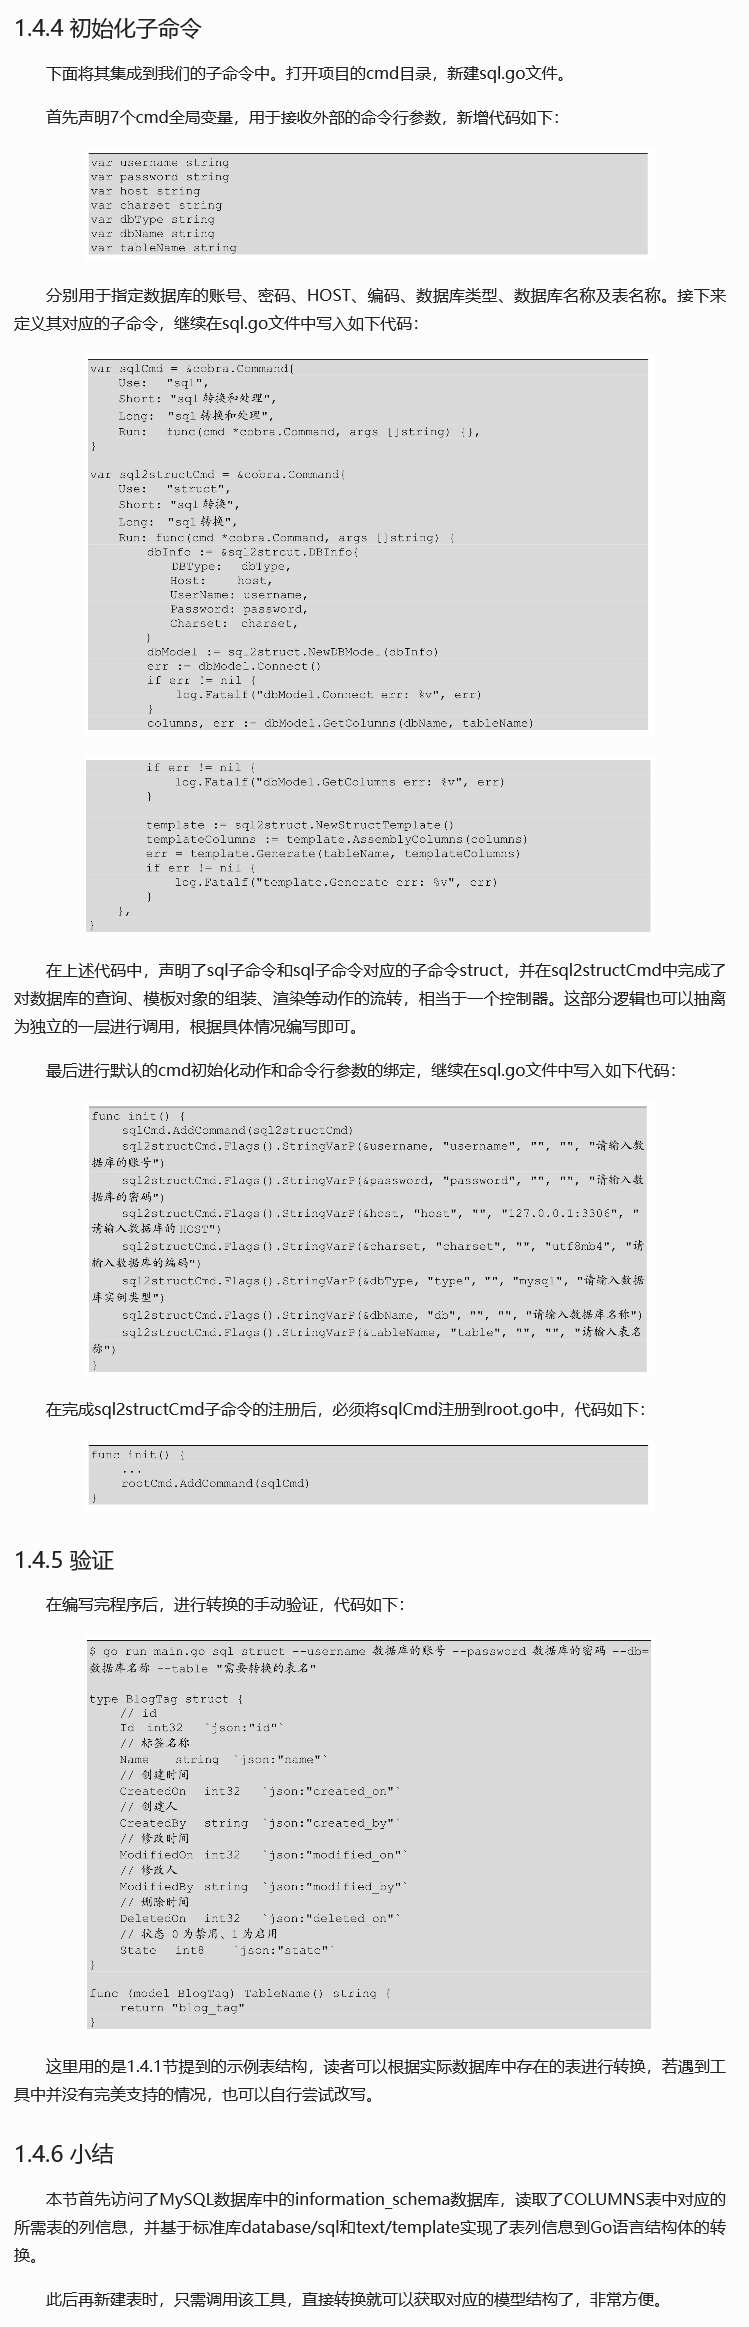 1.4.4 初始化子命令
下面将其集成到我们的子命令中。打开项目的cmd目录，新建sql.go文件。
首先声明7个cmd全局变量，用于接收外部的命令行参数，新增代码如下：
var username string
var password string
var host string
var charset string
var dbType string
var dbName string
var tableName string
分别用于指定数据库的账号、密码、HOST、编码、数据库类型、数据库名称及表名称。接下来
定义其对应的子命令，继续在sql.go文件中写入如下代码：
var sqlCmd = &cobra.Command{
Use:   "sql",
Short: "sql 转换和处理",
Long:  "sql 转换和处理",
Run:   func(cmd *cobra.Command, args []string) {},
}
var sql2structCmd = &cobra.Command{
Use:   "struct",
Short: "sql 转换",
Long:  "sql 转换",
Run: func(cmd *cobra.Command, args []string) {
dbInfo := &sql2strcut.DBInfo{
DBType:   dbType,
Host:     host,
UserName: username,
Password: password,
Charset:  charset,
}
dbModel := sql2struct.NewDBModel(dbInfo)
err := dbModel.Connect()
if err != nil {
log.Fatalf("dbModel.Connect err: %v", err)
}
columns, err := dbModel.GetColumns(dbName, tableName)
if err != nil {
log.Fatalf("dbModel.GetColumns err: %v", err)
}
template := sql2struct.NewStructTemplate()
templateColumns := template.AssemblyColumns(columns)
err = template.Generate(tableName, templateColumns)
if err != nil {
log.Fatalf("template.Generate err: %v", err)
}
},
}
在上述代码中，声明了sql子命令和sql子命令对应的子命令struct，并在sql2structCmd中完成了
对数据库的查询、模板对象的组装、渲染等动作的流转，相当于一个控制器。这部分逻辑也可以抽离
为独立的一层进行调用，根据具体情况编写即可。
最后进行默认的cmd初始化动作和命令行参数的绑定，继续在sql.go文件中写入如下代码：
func init() {
sqlCmd.AddCommand(sql2structCmd)
sql2structCmd.Flags().StringVarP(&username, "username", "", "", "请输入数
据库的账号")
sql2structCmd.Flags().StringVarP(&password, "password", "", "", "请输入数
据库的密码")
sql2structCmd.Flags().StringVarP(&host, "host", "", "127.0.0.1:3306", "
请输入数据库的 HOST")
sql2structCmd.Flags().StringVarP(&charset, "charset", "", "utf8mb4", "请
输入数据库的编码")
sql2structCmd.Flags().StringVarP(&dbType, "type", "", "mysql", "请输入数据
库实例类型")
sql2structCmd.Flags().StringVarP(&dbName, "db", "", "", "请输入数据库名称")
sql2structCmd.Flags().StringVarP(&tableName, "table", "", "", "请输入表名
称")
}
在完成sql2structCmd子命令的注册后，必须将sqlCmd注册到root.go中，代码如下：
func init() {
...
rootCmd.AddCommand(sqlCmd)
}
1.4.5 验证
在编写完程序后，进行转换的手动验证，代码如下：
$ go run main.go sql struct --username 数据库的账号 --password 数据库的密码 --db=
数据库名称 --table "需要转换的表名"
type BlogTag struct {
// id
Id  int32   `json:"id"`
// 标签名称
Name    string  `json:"name"`
// 创建时间
CreatedOn  int32   `json:"created_on"`
// 创建人
CreatedBy  string  `json:"created_by"`
// 修改时间
ModifiedOn int32   `json:"modified_on"`
// 修改人
ModifiedBy string  `json:"modified_by"`
// 删除时间
DeletedOn  int32   `json:"deleted_on"`
// 状态 0 为禁用、1 为启用
State   int8    `json:"state"`
}
func (model BlogTag) TableName() string {
return "blog_tag"
}
这里用的是1.4.1节提到的示例表结构，读者可以根据实际数据库中存在的表进行转换，若遇到工
具中并没有完美支持的情况，也可以自行尝试改写。
1.4.6 小结
本节首先访问了MySQL数据库中的information_schema数据库，读取了COLUMNS表中对应的
所需表的列信息，并基于标准库database/sql和text/template实现了表列信息到Go语言结构体的转
换。
此后再新建表时，只需调用该工具，直接转换就可以获取对应的模型结构了，非常方便。